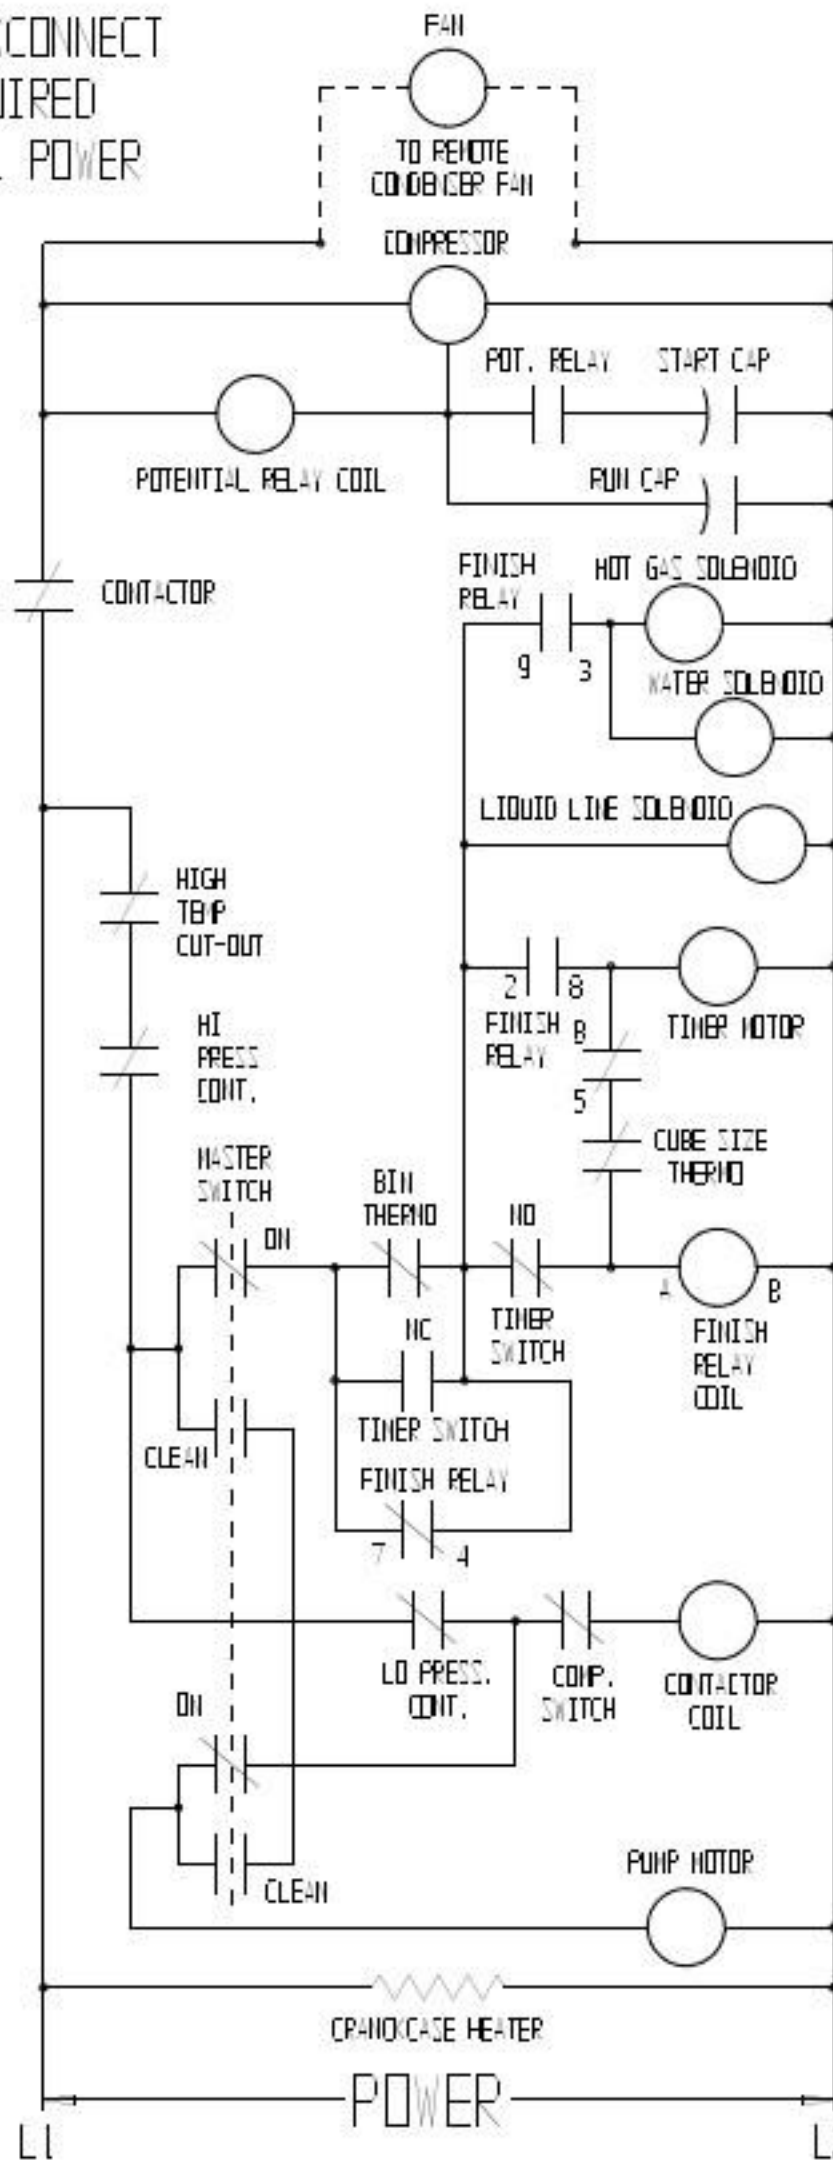 CONNECT
UIRED
POWER
FAN
TO REMOTE
CONDENSER FAN
COMPRESSOR
POT. RELAY
START CAP
POTENTIAL RELAY COIL
RUN CAP
CONTACTOR
FINISH
RELAY
HOT GAS SOLENOID
9
3
WATER SOLENOID
LIQUID LINE SOLENOID
HIGH
TEMP
CUT-OUT
2
8
FINISH
RELAY
TIMER MOTOR
HI
PRESS
CONT.
B
5
CUBE SIZE
THERMO
MASTER
SWITCH
ON
BIN
THERMO
NO
TIMER
SWITCH
A
B
FINISH
RELAY
COIL
NC
TIMER SWITCH
CLEAN
FINISH RELAY
7
4
LO PRESS.
CONT.
COMP.
SWITCH
CONTACTOR
COIL
ON
CLEAN
PUMP MOTOR
CRANKCASE HEATER
POWER
L1
L